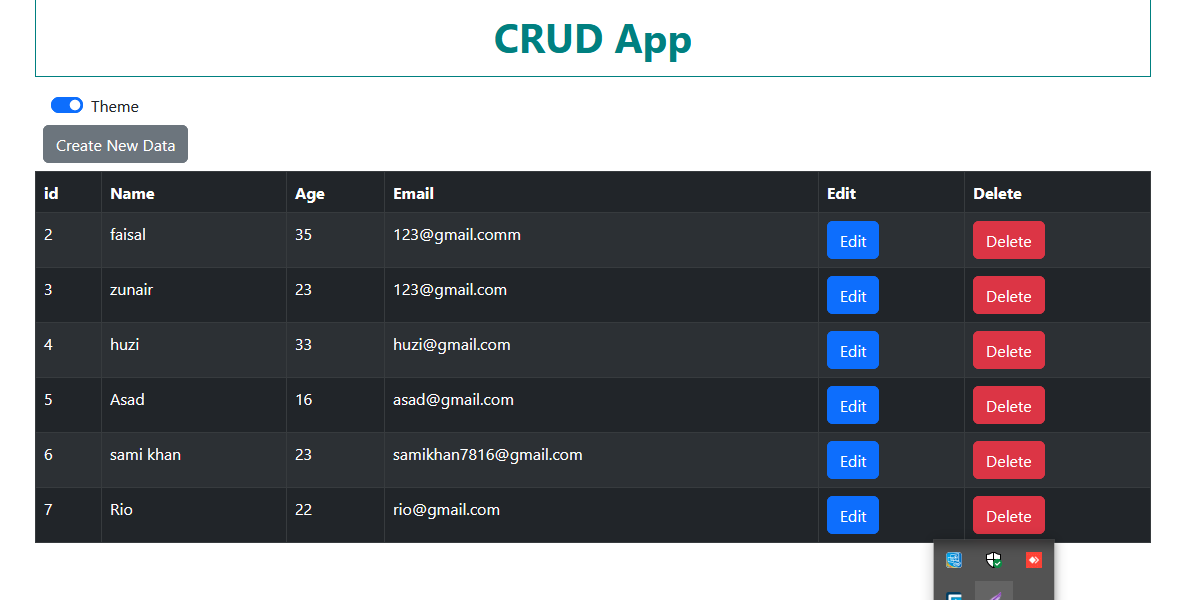 CRUD App
Theme
Create New Data
id Name Age Email Edit Delete
2 faisal 35 123@gmail.comm Edit Delete
3 zunair 23 123@gmail.com Edit Delete
4 huzi 33 huzi@gmail.com Edit Delete
5 Asad 16 asad@gmail.com Edit Delete
6 sami khan 23 samikhan7816@gmail.com Edit Delete
7 Rio 22 rio@gmail.com Edit Delete